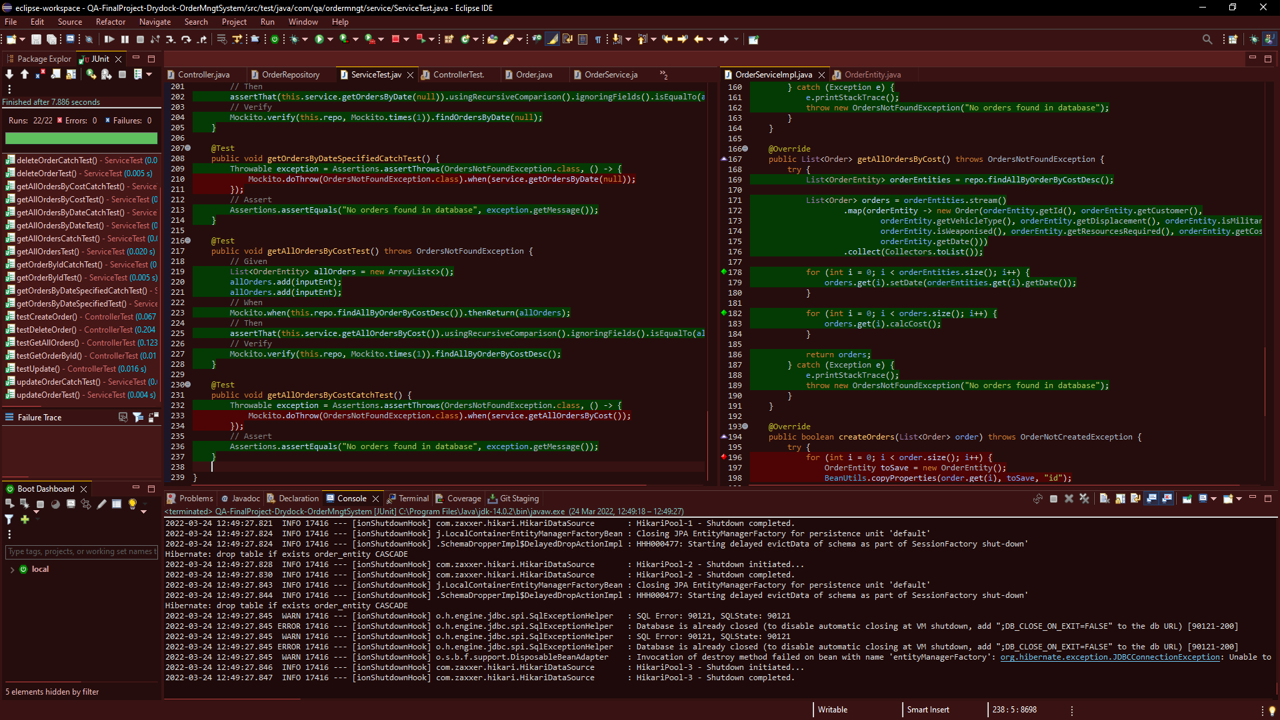 eclipse-workspace - QA-FinalProject-Drydock-OrderMngtSystem/src/test/java/com/qa/ordermngt/service/ServiceTest.java - Eclipse IDE
File Edit Source Refactor Navigate Search Project Run Window Help
Package Explor
JUnit
Finished after 7.886 seconds
Runs: 22/22 Errors: 0 Failures: 0
deleteOrderCatchTest() - ServiceTest (0.0
deleteOrderTest() - ServiceTest (0.005 s)
getAllOrdersByCostCatchTest() - ServiceTest
getAllOrdersByCostTest() - ServiceTest (0.0
getAllOrdersByDateCatchTest() - ServiceTest
getAllOrdersByDateTest() - ServiceTest (0.0
getAllOrdersCatchTest() - ServiceTest (0.0
getAllOrdersTest() - ServiceTest (0.020 s)
getOrderByIdCatchTest() - ServiceTest (0.0
getOrderByIdTest() - ServiceTest (0.005 s)
getOrdersByDateSpecifiedCatchTest() - Serv
getOrdersByDateSpecifiedTest() - ServiceTe
testCreateOrder() - ControllerTest (0.067
testDeleteOrder() - ControllerTest (0.204
testGetAllOrders() - ControllerTest (0.123
testGetOrderById() - ControllerTest (0.01
testUpdate() - ControllerTest (0.016 s)
updateOrderCatchTest() - ServiceTest (0.0
updateOrderTest() - ServiceTest (0.004 s)
Failure Trace
Boot Dashboard
Type tags, projects, or working set names t
local
5 elements hidden by filter
Controller.java OrderRepository ServiceTest.jav ControllerTest. Order.java OrderService.ja
201 // Then
202 assertThat(this.service.getOrdersByDate(null)).usingRecursiveComparison().ignoringFields().isEqualTo(a
203 // Verify
204 Mockito.verify(this.repo, Mockito.times(1)).findOrdersByDate(null);
205 }
206
207 @Test
208 public void getOrdersByDateSpecifiedCatchTest() {
209 Throwable exception = Assertions.assertThrows(OrdersNotFoundException.class, () -> {
210 Mockito.doThrow(OrdersNotFoundException.class).when(service.getOrdersByDate(null));
211 });
212 // Assert
213 Assertions.assertEquals("No orders found in database", exception.getMessage());
214 }
215
216 @Test
217 public void getAllOrdersByCostTest() throws OrdersNotFoundException {
218 // Given
219 List<OrderEntity> allOrders = new ArrayList<>();
220 allOrders.add(inputEnt);
221 allOrders.add(inputEnt);
222 // When
223 Mockito.when(this.repo.findAllByOrderByCostDesc()).thenReturn(allOrders);
224 // Then
225 assertThat(this.service.getAllOrdersByCost()).usingRecursiveComparison().ignoringFields().isEqualTo(al
226 // Verify
227 Mockito.verify(this.repo, Mockito.times(1)).findAllByOrderByCostDesc();
228 }
229
230 @Test
231 public void getAllOrdersByCostCatchTest() {
232 Throwable exception = Assertions.assertThrows(OrdersNotFoundException.class, () -> {
233 Mockito.doThrow(OrdersNotFoundException.class).when(service.getAllOrdersByCost());
234 });
235 // Assert
236 Assertions.assertEquals("No orders found in database", exception.getMessage());
237 }
238
239 }
OrderServiceImpl.java OrderEntity.java
160 } catch (Exception e) {
161 e.printStackTrace();
162 throw new OrdersNotFoundException("No orders found in database");
163 }
164 }
165
166 @Override
167 public List<Order> getAllOrdersByCost() throws OrdersNotFoundException {
168 try {
169 List<OrderEntity> orderEntities = repo.findAllByOrderByCostDesc();
170
171 List<Order> orders = orderEntities.stream()
172 .map(orderEntity -> new Order(orderEntity.getId(), orderEntity.getCustomer(),
173 orderEntity.getVehicleType(), orderEntity.getDisplacement(), orderEntity.isMilitar
174 orderEntity.isWeaponised(), orderEntity.getResourcesRequired(), orderEntity.getCos
175 orderEntity.getDate()))
176 .collect(Collectors.toList());
177
178 for (int i = 0; i < orderEntities.size(); i++) {
179 orders.get(i).setDate(orderEntities.get(i).getDate());
180 }
181
182 for (int i = 0; i < orders.size(); i++) {
183 orders.get(i).calcCost();
184 }
185
186 return orders;
187 } catch (Exception e) {
188 e.printStackTrace();
189 throw new OrdersNotFoundException("No orders found in database");
190 }
191 }
192
193 @Override
194 public boolean createOrders(List<Order> order) throws OrderNotCreatedException {
195 try {
196 for (int i = 0; i < order.size(); i++) {
197 OrderEntity toSave = new OrderEntity();
198 BeanUtils.copyProperties(order.get(i), toSave, "id");
Problems Javadoc Declaration Console Terminal Coverage Git Staging
<terminated> QA-FinalProject-Drydock-OrderMngtSystem [JUnit] C:\Program Files\Java\jdk-14.0.2\bin\javaw.exe (24 Mar 2022, 12:49:18 – 12:49:27)
2022-03-24 12:49:27.821 INFO 17416 --- [ionShutdownHook] com.zaxxer.hikari.HikariDataSource : HikariPool-1 - Shutdown completed.
2022-03-24 12:49:27.821 INFO 17416 --- [ionShutdownHook] j.LocalContainerEntityManagerFactoryBean : Closing JPA EntityManagerFactory for persistence unit 'default'
2022-03-24 12:49:27.821 INFO 17416 --- [ionShutdownHook] .SchemaDropperImpl$DelayedDropActionImpl : HHH000477: Starting delayed evictData of schema as part of SessionFactory shut-down'
Hibernate: drop table if exists order_entity CASCADE
2022-03-24 12:49:27.828 INFO 17416 --- [ionShutdownHook] com.zaxxer.hikari.HikariDataSource : HikariPool-2 - Shutdown initiated...
2022-03-24 12:49:27.830 INFO 17416 --- [ionShutdownHook] com.zaxxer.hikari.HikariDataSource : HikariPool-2 - Shutdown completed.
2022-03-24 12:49:27.830 INFO 17416 --- [ionShutdownHook] j.LocalContainerEntityManagerFactoryBean : Closing JPA EntityManagerFactory for persistence unit 'default'
2022-03-24 12:49:27.844 INFO 17416 --- [ionShutdownHook] .SchemaDropperImpl$DelayedDropActionImpl : HHH000477: Starting delayed evictData of schema as part of SessionFactory shut-down'
Hibernate: drop table if exists order_entity CASCADE
2022-03-24 12:49:27.845 WARN 17416 --- [ionShutdownHook] o.h.engine.jdbc.spi.SqlExceptionHelper : SQL Error: 90121, SQLState: 90121
2022-03-24 12:49:27.845 ERROR 17416 --- [ionShutdownHook] o.h.engine.jdbc.spi.SqlExceptionHelper : Database is already closed (to disable automatic closing at VM shutdown, add ";DB_CLOSE_ON_EXIT=FALSE" to the db URL) [90121-200]
2022-03-24 12:49:27.845 WARN 17416 --- [ionShutdownHook] o.h.engine.jdbc.spi.SqlExceptionHelper : SQL Error: 90121, SQLState: 90121
2022-03-24 12:49:27.845 ERROR 17416 --- [ionShutdownHook] o.h.engine.jdbc.spi.SqlExceptionHelper : Database is already closed (to disable automatic closing at VM shutdown, add ";DB_CLOSE_ON_EXIT=FALSE" to the db URL) [90121-200]
2022-03-24 12:49:27.845 WARN 17416 --- [ionShutdownHook] o.s.b.f.support.DisposableBeanAdapter : Invocation of destroy method failed on bean with name 'entityManagerFactory': org.hibernate.exception.JDBCConnectionException: Unable to
2022-03-24 12:49:27.846 INFO 17416 --- [ionShutdownHook] com.zaxxer.hikari.HikariDataSource : HikariPool-3 - Shutdown initiated...
2022-03-24 12:49:27.847 INFO 17416 --- [ionShutdownHook] com.zaxxer.hikari.HikariDataSource : HikariPool-3 - Shutdown completed.
Writable Smart Insert 238 : 5 : 8698